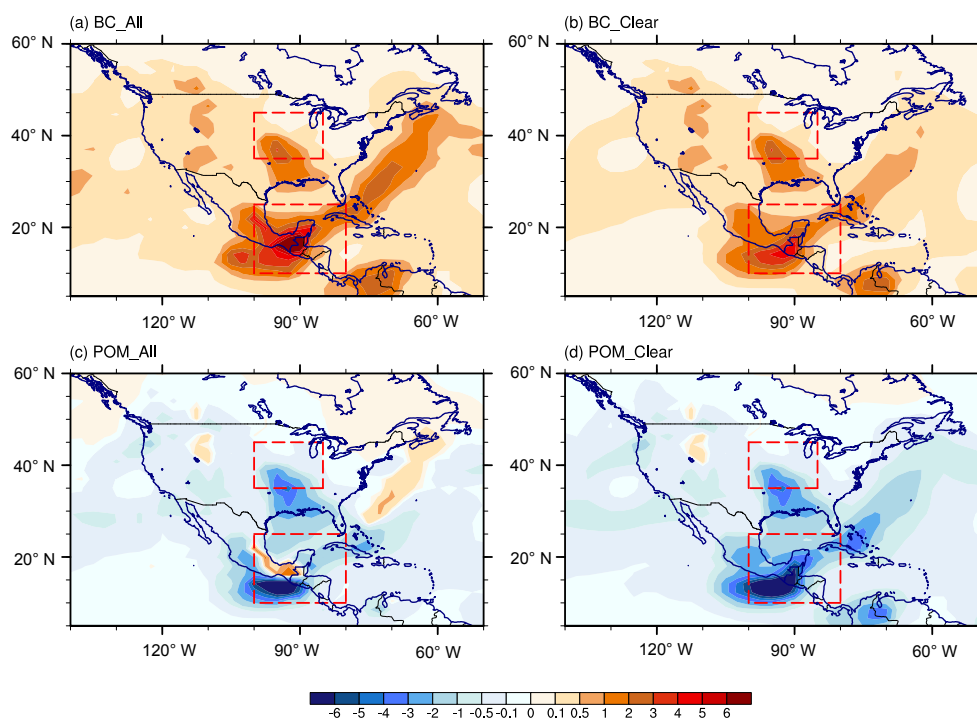 (a) BC_All (b) BC_Clear
60° N 60° N
40° N 40° N
20° N 20° N
120° W 90° W 60° W 120° W 90° W 60° W
(c) POM_All (d) POM_Clear
60° N 60° N
40° N 40° N
20° N 20° N
120° W 90° W 60° W 120° W 90° W 60° W
-6 -5 -4 -3 -2 -1 -0.5 -0.1 0 0.1 0.5 1 2 3 4 5 6